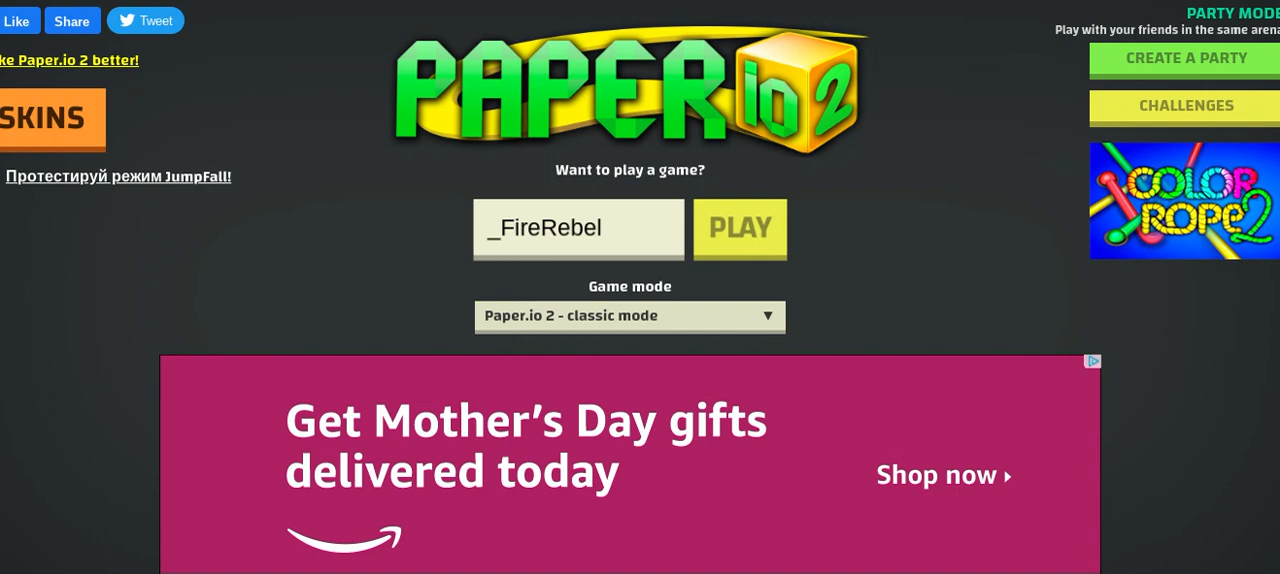 Like Share Tweet
ke Paper.io 2 better!
SKINS
Протестируй режим JumpFall!
PAPER io 2
Want to play a game?
_FireRebel PLAY
Game mode
Paper.io 2 - classic mode ▼
PARTY MODE
Play with your friends in the same arena
CREATE A PARTY
CHALLENGES
COLOR
ROPE 2
Get Mother's Day gifts
delivered today
Shop now